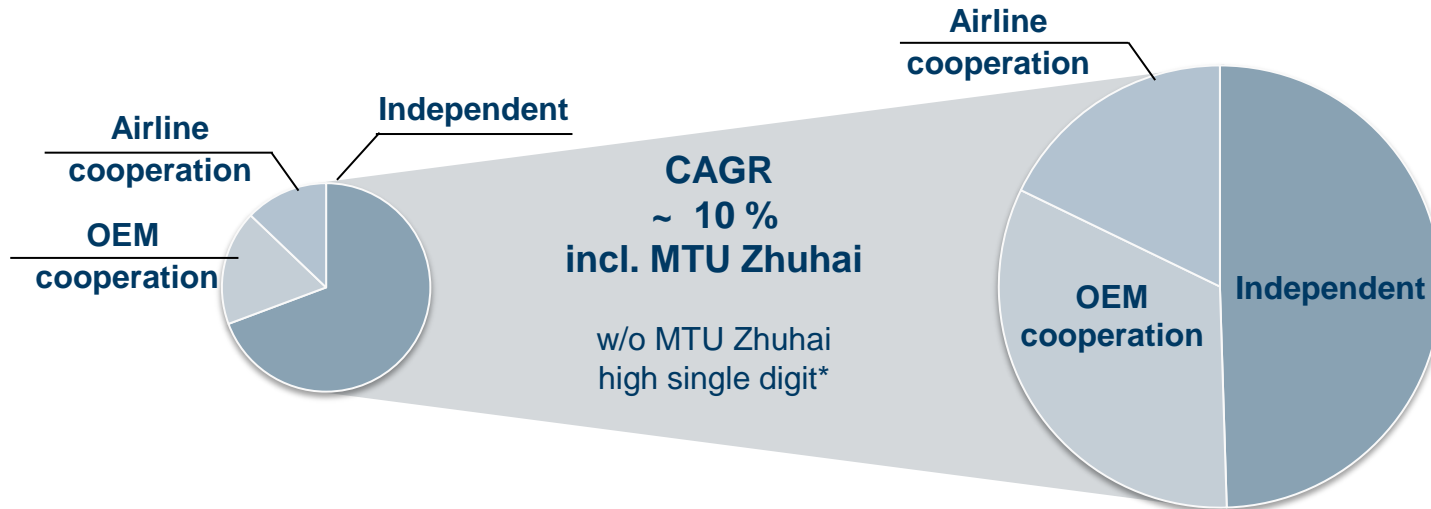 Airline
cooperation
Independent
Airline
cooperation
OEM
cooperation
CAGR
~ 10 %
incl. MTU Zhuhai
w/o MTU Zhuhai
high single digit*
OEM
cooperation
Independent